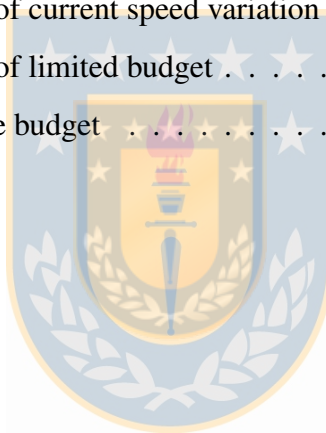 of current speed variation
of limited budget . . . . .
e budget . . . . . . . . .